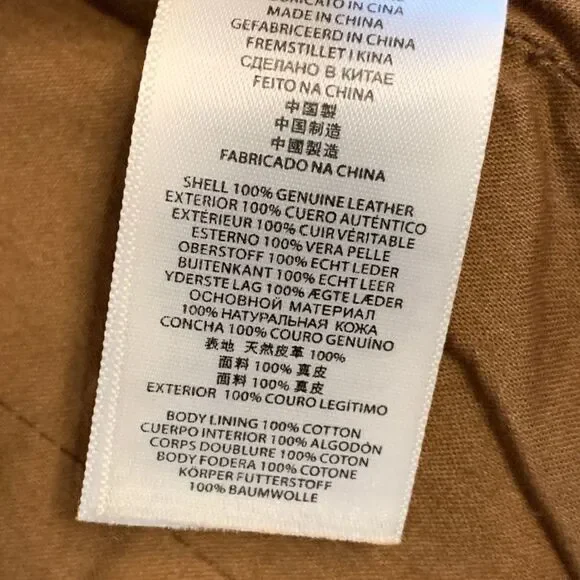 FABRICATO IN CINA
MADE IN CHINA
GEFABRICEERD IN CHINA
FREMSTILLET I KINA
СДЕЛАНО В КИТАЕ
FEITO NA CHINA
中国製
中国制造
中國製造
FABRICADO NA CHINA
SHELL 100% GENUINE LEATHER
EXTERIOR 100% CUERO AUTÉNTICO
EXTÉRIEUR 100% CUIR VÉRITABLE
ESTERNO 100% VERA PELLE
OBERSTOFF 100% ECHT LEDER
BUITENKANT 100% ECHT LEER
YDERSTE LAG 100% ÆGTE LÆDER
ОСНОВНОЙ МАТЕРИАЛ
100% НАТУРАЛЬНАЯ КОЖА
CONCHA 100% COURO GENUÍNO
表地 天然皮革 100%
面料 100% 真皮
面料 100% 真皮
EXTERIOR 100% COURO LEGÍTIMO
BODY LINING 100% COTTON
CUERPO INTERIOR 100% ALGODÓN
CORPS DOUBLURE 100% COTON
BODY FODERA 100% COTONE
KÖRPER FUTTERSTOFF
100% BAUMWOLLE